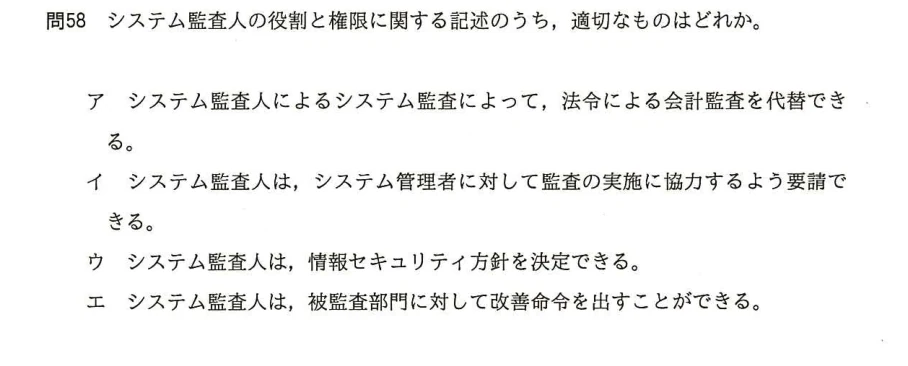 問58 システム監査人の役割と権限に関する記述のうち，適切なものはどれか。
ア システム監査人によるシステム監査によって，法令による会計監査を代替でき
る。
イ システム監査人は，システム管理者に対して監査の実施に協力するよう要請で
きる。
ウ システム監査人は，情報セキュリティ方針を決定できる。
エ システム監査人は，被監査部門に対して改善命令を出すことができる。